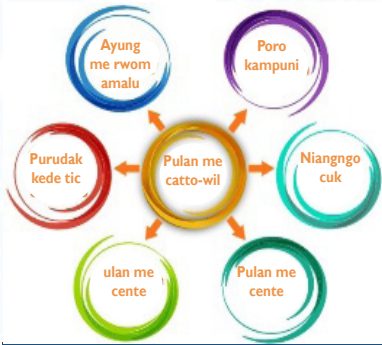 Ayung
me rwom
amalu
Poro
kampuni
Purudak
kede tic
Pulan me
catto-wil
Niangngo
cuk
ulan me
cente
Pulan me
cente